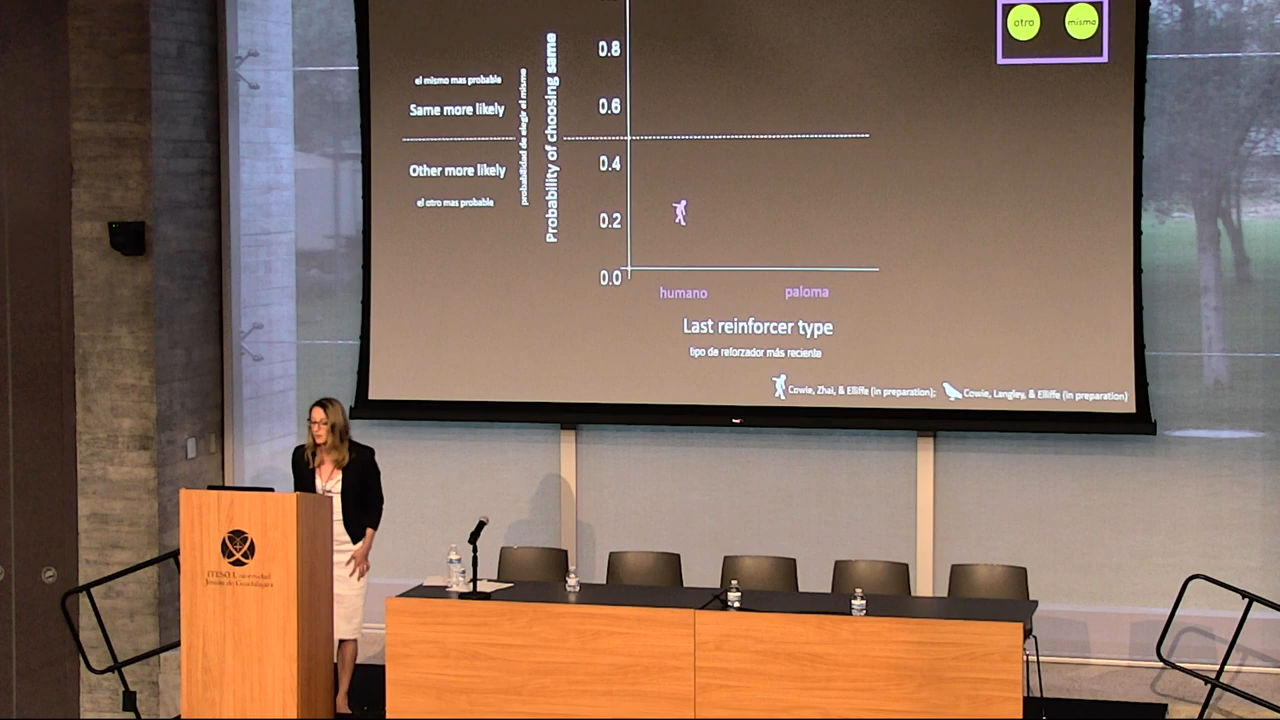 otro
mismo
0.8
0.6
0.4
0.2
0.0
el mismo mas probable
Same more likely
Other more likely
el otro mas probable
probabilidad de elegir el mismo
Probability of choosing same
humano
paloma
Last reinforcer type
tipo de reforzador más reciente
Cowie, Zhai, & Elliffe (in preparation);
Cowie, Langley, & Elliffe (in preparation)
ITESO Universidad
Jesuita de Guadalajara